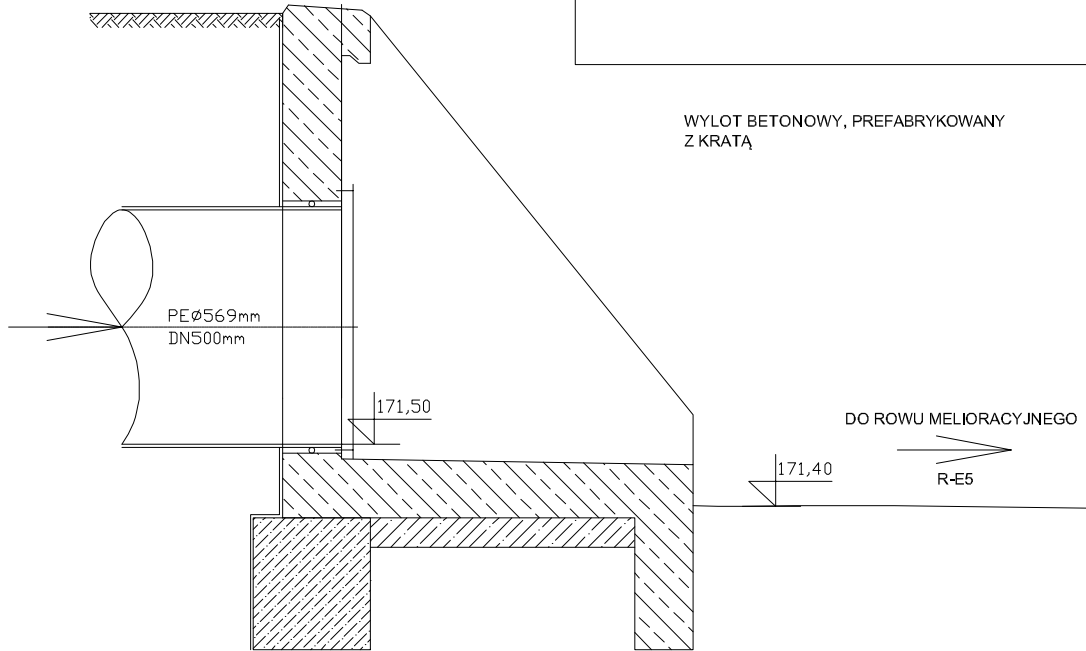 WYLOT BETONOWY, PREFABRYKOWANY
Z KRATĄ
PEØ569mm
DN500mm
171,50
DO ROWU MELIORACYJNEGO
171,40
R-E5